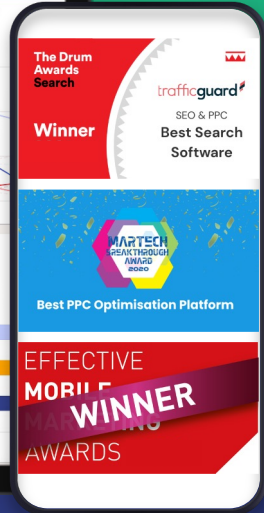 The Drum
Awards
Search
Winner
trafficguard
SEO & PPC
Best Search
Software
MARTECH
BREAKTHROUGH
AWARD
2020
Best PPC Optimisation Platform
EFFECTIVE
MOBILE
MARKETING
WINNER
AWARDS